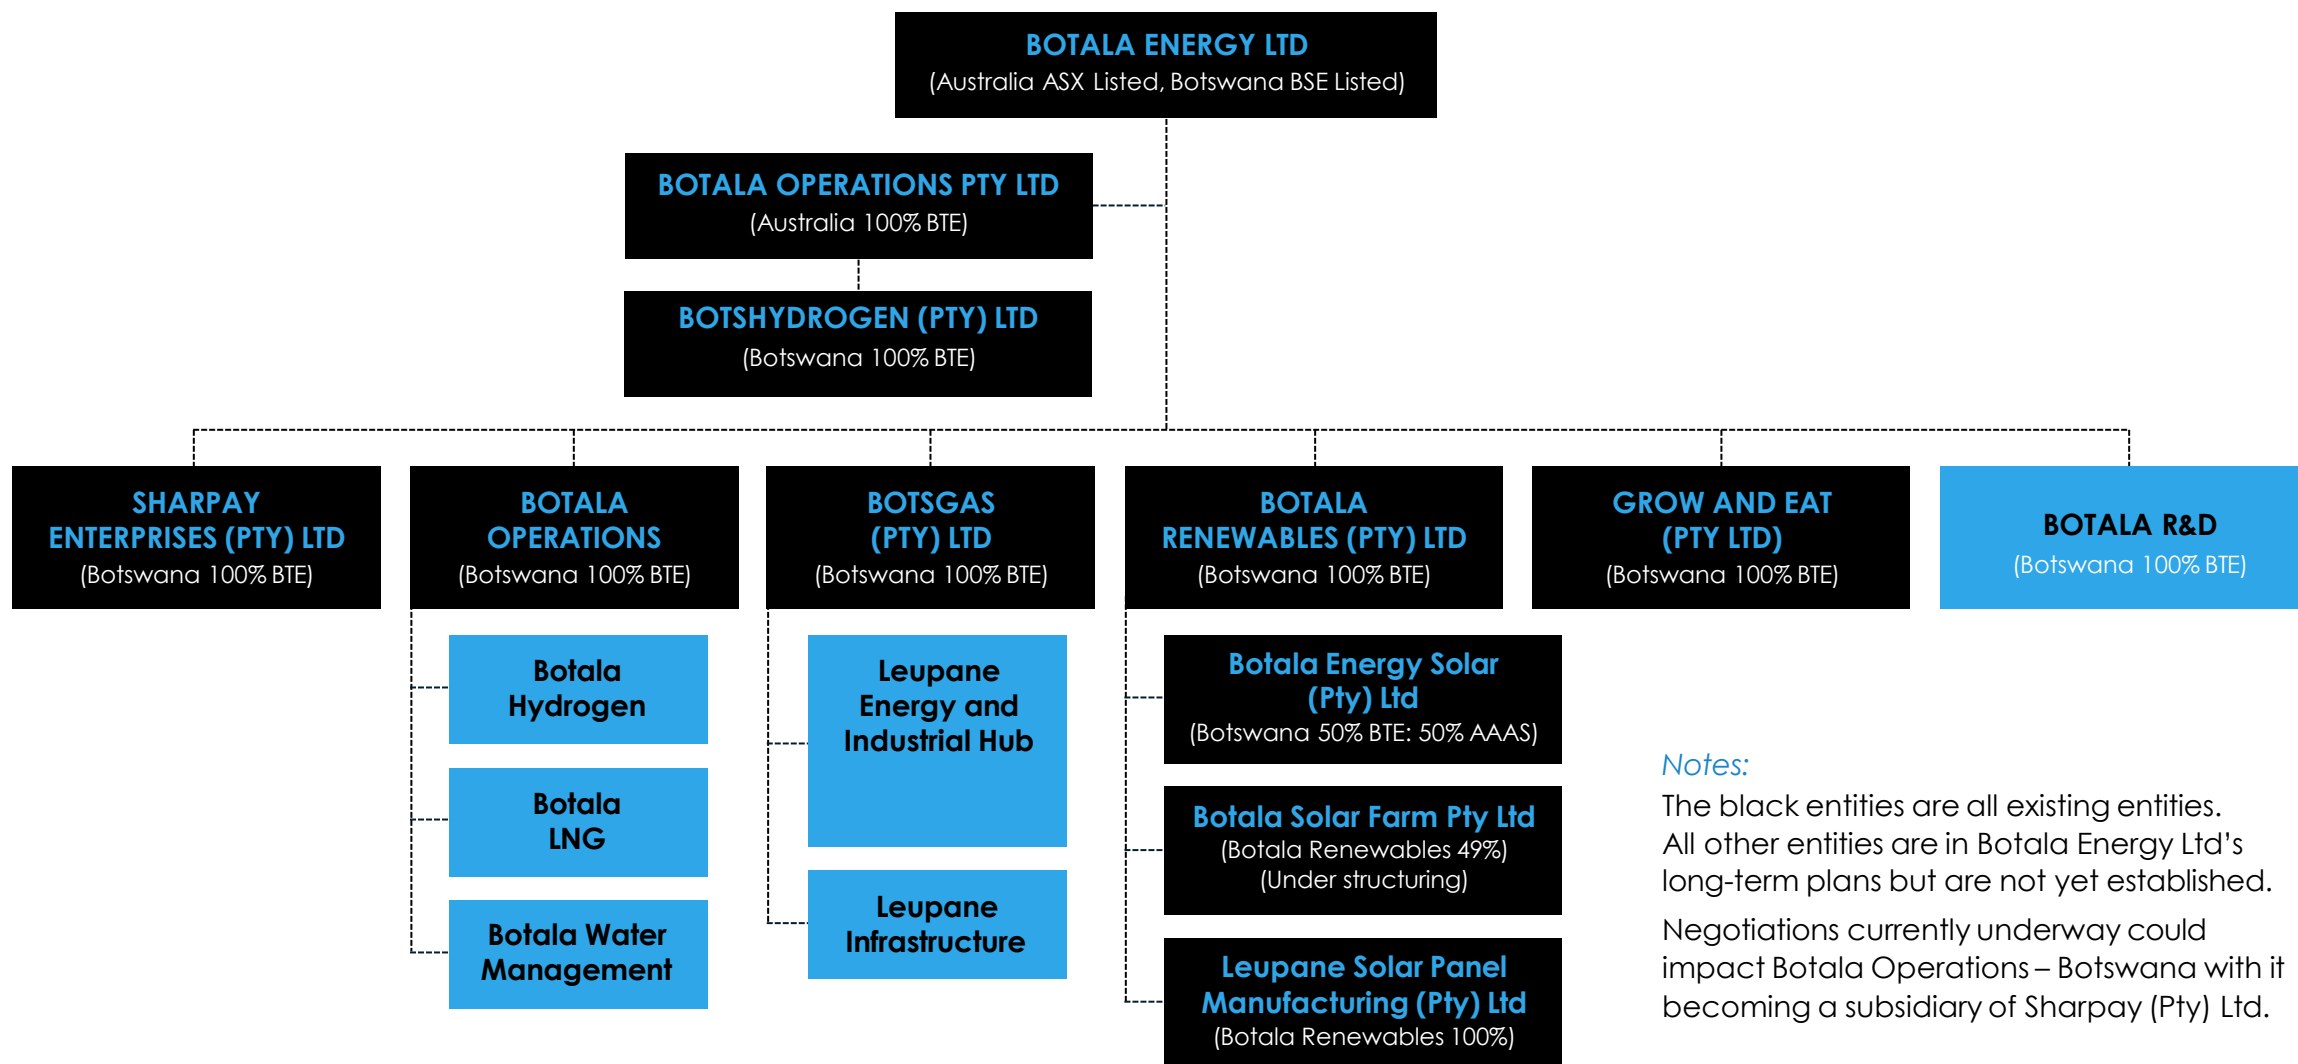 BOTALA ENERGY LTD
(Australia ASX Listed, Botswana BSE Listed)
BOTALA OPERATIONS PTY LTD
(Australia 100% BTE)
BOTSHYDROGEN (PTY) LTD
(Botswana 100% BTE)
SHARPAY
ENTERPRISES (PTY) LTD
(Botswana 100% BTE)
BOTALA
OPERATIONS
(Botswana 100% BTE)
BOTSGAS
(PTY) LTD
(Botswana 100% BTE)
BOTALA
RENEWABLES (PTY) LTD
(Botswana 100% BTE)
GROW AND EAT
(PTY LTD)
(Botswana 100% BTE)
BOTALA R&D
(Botswana 100% BTE)
Botala
Hydrogen
Botala
LNG
Botala Water
Management
Leupane
Energy and
Industrial Hub
Leupane
Infrastructure
Botala Energy Solar
(Pty) Ltd
(Botswana 50% BTE: 50% AAAS)
Botala Solar Farm Pty Ltd
(Botala Renewables 49%)
(Under structuring)
Leupane Solar Panel
Manufacturing (Pty) Ltd
(Botala Renewables 100%)
Notes:
The black entities are all existing entities.
All other entities are in Botala Energy Ltd’s
long-term plans but are not yet established.
Negotiations currently underway could
impact Botala Operations – Botswana with it
becoming a subsidiary of Sharpay (Pty) Ltd.